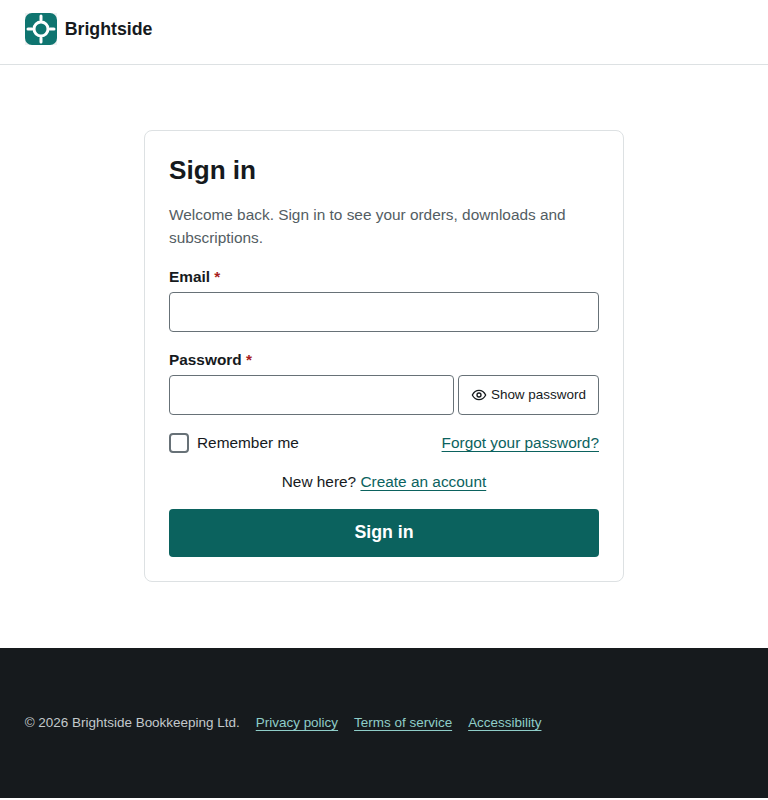 Brightside
Sign in
Welcome back. Sign in to see your orders, downloads and
subscriptions.
Email *
Password *
Show password
Remember me
Forgot your password?
New here? Create an account
Sign in
© 2026 Brightside Bookkeeping Ltd. Privacy policy Terms of service Accessibility